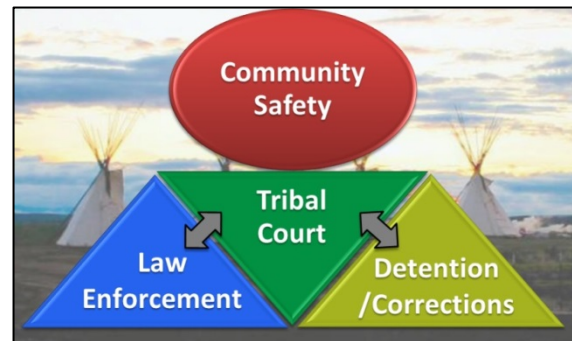 Community
Safety
Tribal
Court
Law
Enforcement
Detention
/Corrections